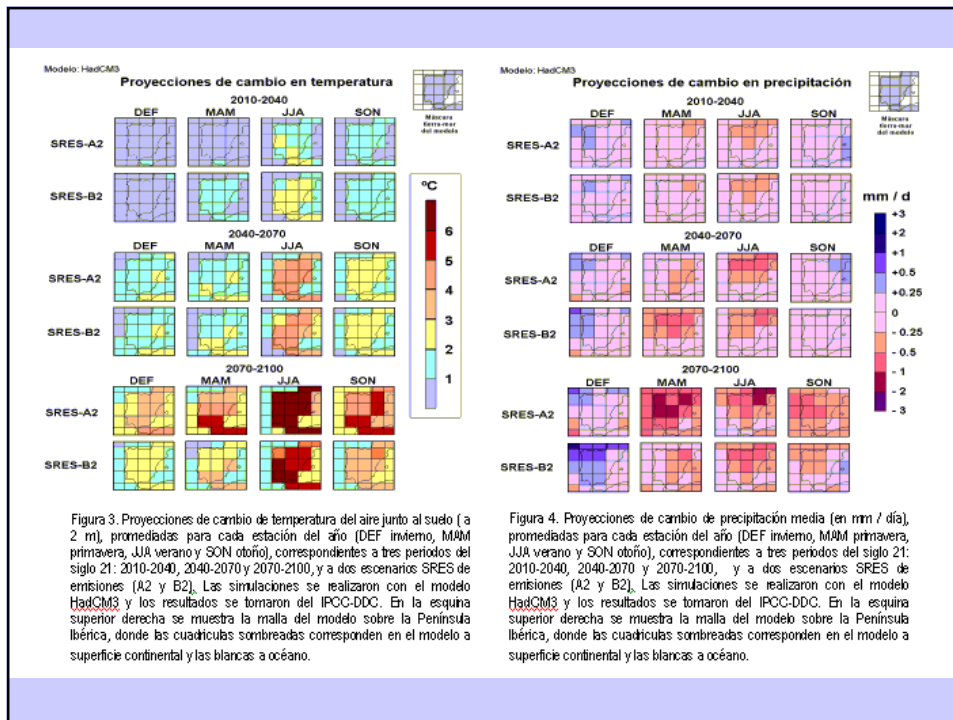 Modelo: HadCM3
Proyecciones de cambio en temperatura
2010-2040
DEF MAM JJA SON
Máscara
tierra-mar
del modelo
SRES-A2
SRES-B2
2040-2070
DEF MAM JJA SON
SRES-A2
SRES-B2
2070-2100
DEF MAM JJA SON
SRES-A2
SRES-B2
ºC
6
5
4
3
2
1
Figura 3. Proyecciones de cambio de temperatura del aire junto al suelo ( a
2 m), promediadas para cada estación del año (DEF invierno, MAM
primavera, JJA verano y SON otoño), correspondientes a tres periodos del
siglo 21: 2010-2040, 2040-2070 y 2070-2100, y a dos escenarios SRES de
emisiones (A2 y B2). Las simulaciones se realizaron con el modelo
HadCM3 y los resultados se tomaron del IPCC-DDC. En la esquina
superior derecha se muestra la malla del modelo sobre la Península
Ibérica, donde las cuadriculas sombreadas corresponden en el modelo a
superficie continental y las blancas a océano.
Modelo: HadCM3
Proyecciones de cambio en precipitación
2010-2040
DEF MAM JJA SON
Máscara
tierra-mar
del modelo
SRES-A2
SRES-B2
2040-2070
DEF MAM JJA SON
SRES-A2
SRES-B2
2070-2100
DEF MAM JJA SON
SRES-A2
SRES-B2
mm / d
+3
+2
+1
+0.5
+0.25
0
- 0.25
- 0.5
- 1
- 2
- 3
Figura 4. Proyecciones de cambio de precipitación media (en mm / día),
promediadas para cada estación del año (DEF invierno, MAM primavera,
JJA verano y SON otoño), correspondientes a tres periodos del siglo 21:
2010-2040, 2040-2070 y 2070-2100, y a dos escenarios SRES de
emisiones (A2 y B2). Las simulaciones se realizaron con el modelo
HadCM3 y los resultados se tomaron del IPCC-DDC. En la esquina
superior derecha se muestra la malla del modelo sobre la Península
Ibérica, donde las cuadriculas sombreadas corresponden en el modelo a
superficie continental y las blancas a océano.